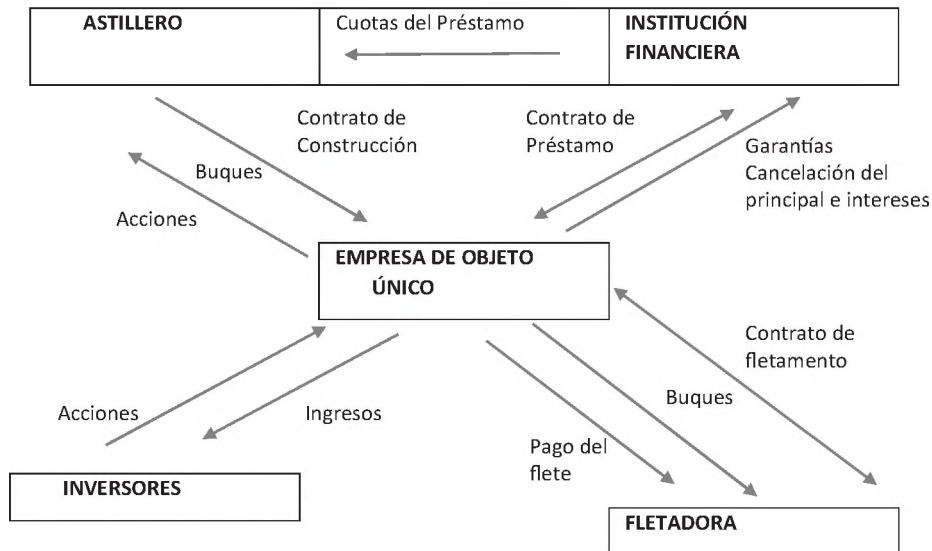 ASTILLERO
Cuotas del Préstamo
INSTITUCIÓN
FINANCIERA
Contrato de
Construcción
Contrato de
Préstamo
Garantías
Cancelación del
principal e intereses
Buques
Acciones
EMPRESA DE OBJETO
ÚNICO
Contrato de
fletamento
Acciones
Ingresos
Buques
Pago del
flete
INVERSORES
FLETADORA